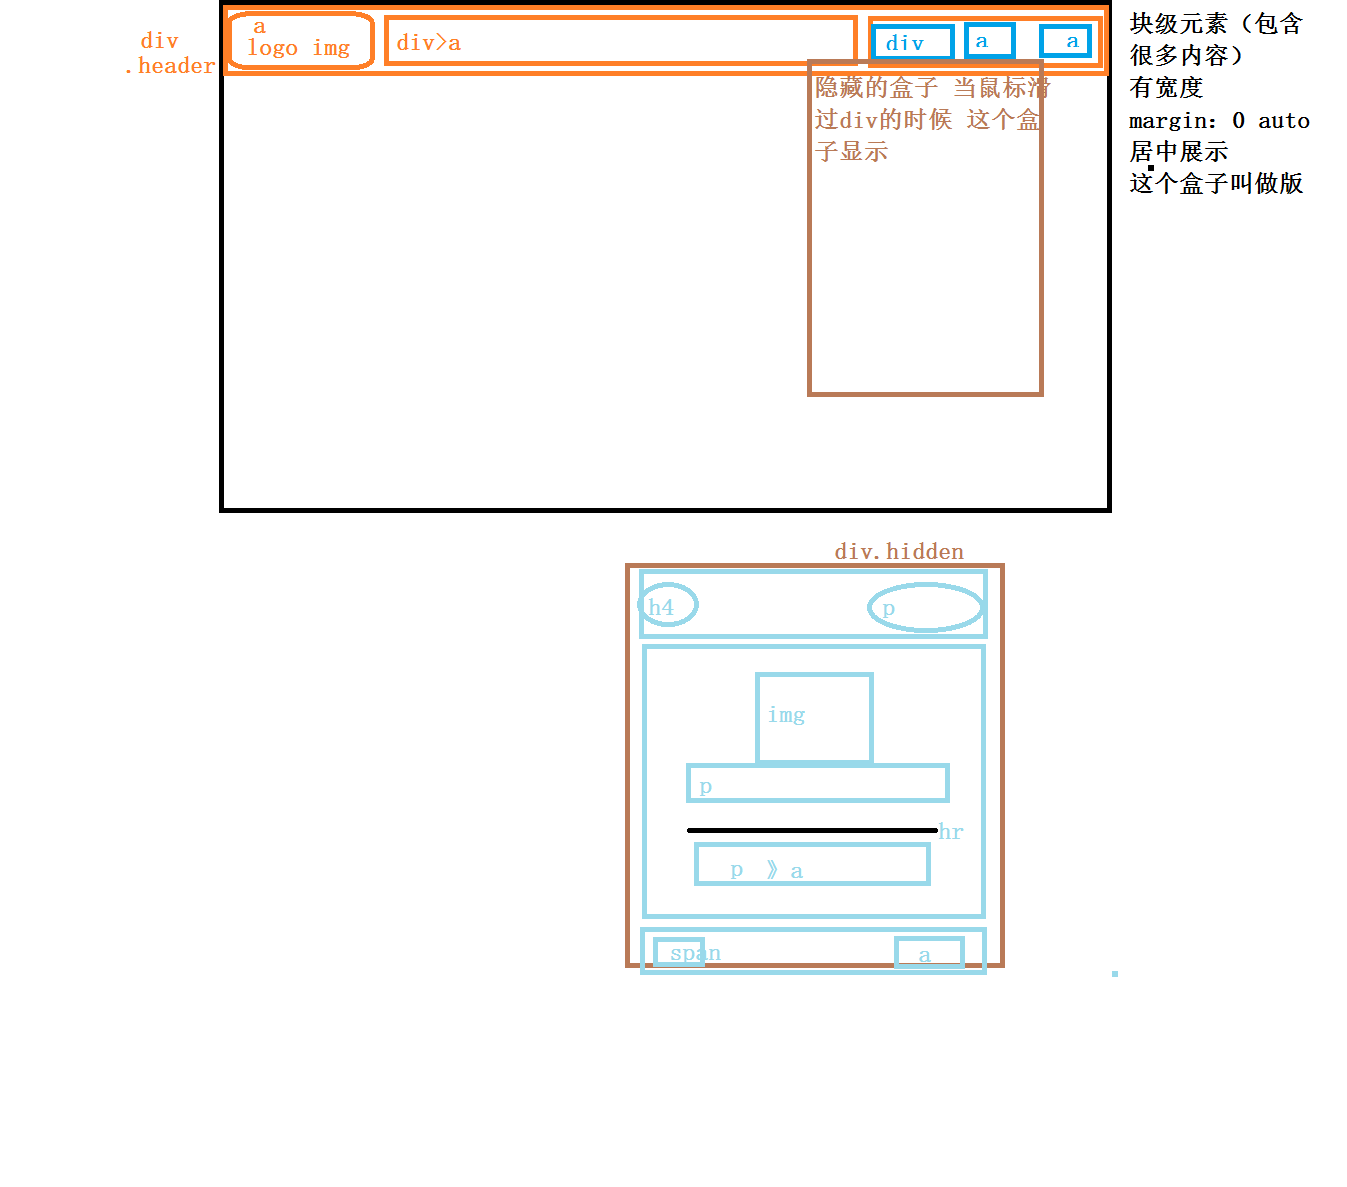 div
.header
a
logo img
div>a
div
a
a
隐藏的盒子 当鼠标滑
过div的时候 这个盒
子显示
块级元素（包含
很多内容）
有宽度
margin：0 auto
居中展示
这个盒子叫做版
div.hidden
h4
p
img
p
hr
p 》a
span
a